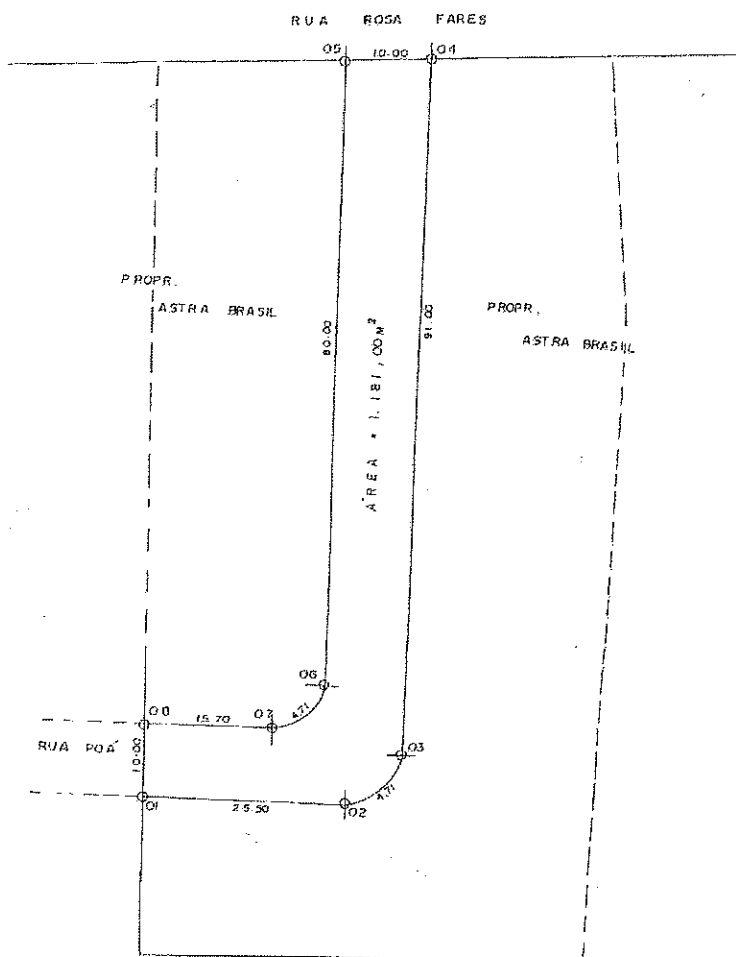 RUA ROSA FARES
05 10.00 04
PROPR.
ASTRA BRASIL
80.00
ÁREA = 1.181,00M²
91.00
PROPR,
ASTRA BRASIL
06
08 15.70 07 4.71
03
RUA POÁ
10.00
01 25.50 02 4.71